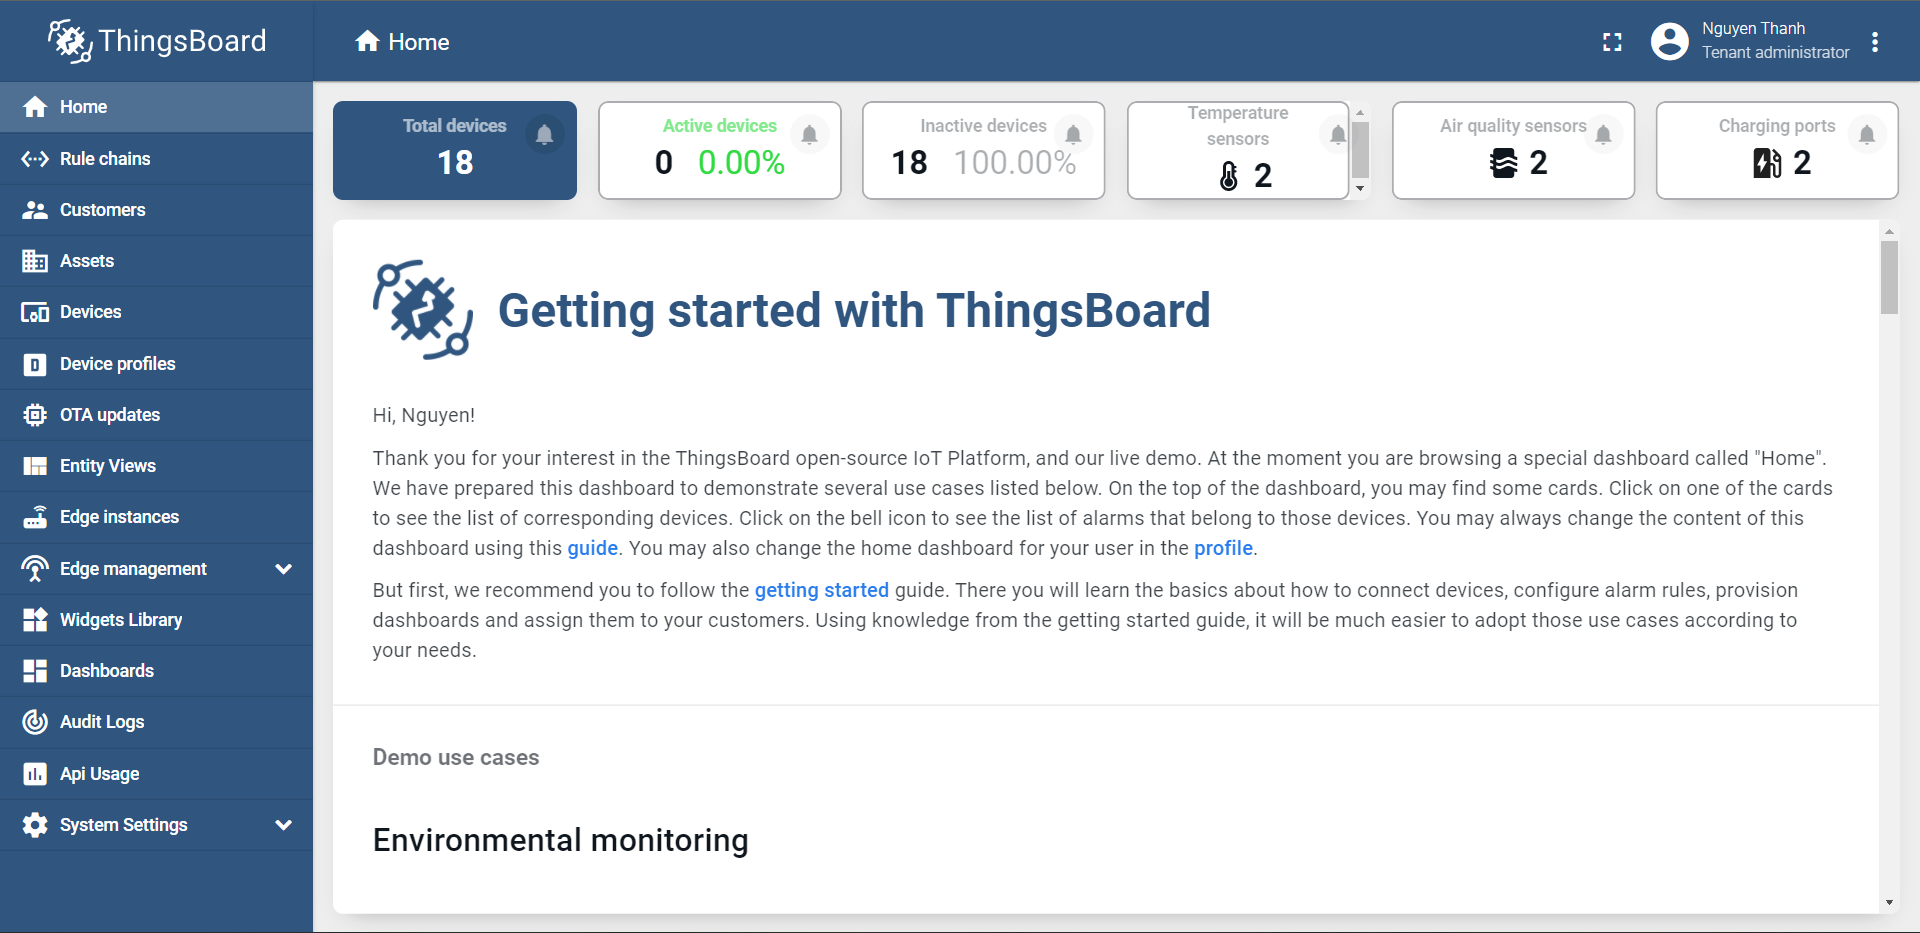 ThingsBoard
Home
Nguyen Thanh
Tenant administrator
Home
Rule chains
Customers
Assets
Devices
Device profiles
OTA updates
Entity Views
Edge instances
Edge management
Widgets Library
Dashboards
Audit Logs
Api Usage
System Settings
Total devices
18
Active devices
0 0.00%
Inactive devices
18 100.00%
Temperature
sensors
2
Air quality sensors
2
Charging ports
2
Getting started with ThingsBoard
Hi, Nguyen!
Thank you for your interest in the ThingsBoard open-source IoT Platform, and our live demo. At the moment you are browsing a special dashboard called "Home".
We have prepared this dashboard to demonstrate several use cases listed below. On the top of the dashboard, you may find some cards. Click on one of the cards
to see the list of corresponding devices. Click on the bell icon to see the list of alarms that belong to those devices. You may always change the content of this
dashboard using this guide. You may also change the home dashboard for your user in the profile.
But first, we recommend you to follow the getting started guide. There you will learn the basics about how to connect devices, configure alarm rules, provision
dashboards and assign them to your customers. Using knowledge from the getting started guide, it will be much easier to adopt those use cases according to
your needs.
Demo use cases
Environmental monitoring